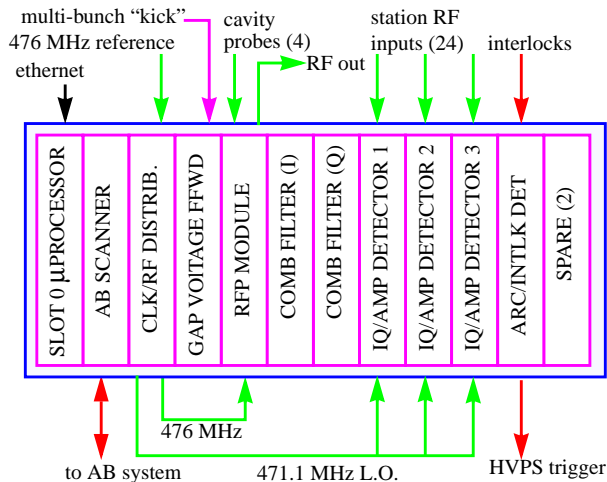 multi-bunch “kick”
476 MHz reference
ethernet
cavity
probes (4)
RF out
station RF
inputs (24)
interlocks
SLOT 0 µPROCESSOR
AB SCANNER
CLK/RF DISTRIB.
GAP VOLTAGE FFWD
RFP MODULE
COMB FILTER (I)
COMB FILTER (Q)
IQ/AMP DETECTOR 1
IQ/AMP DETECTOR 2
IQ/AMP DETECTOR 3
ARC/INTLK DET
SPARE (2)
476 MHz
to AB system
471.1 MHz L.O.
HVPS trigger